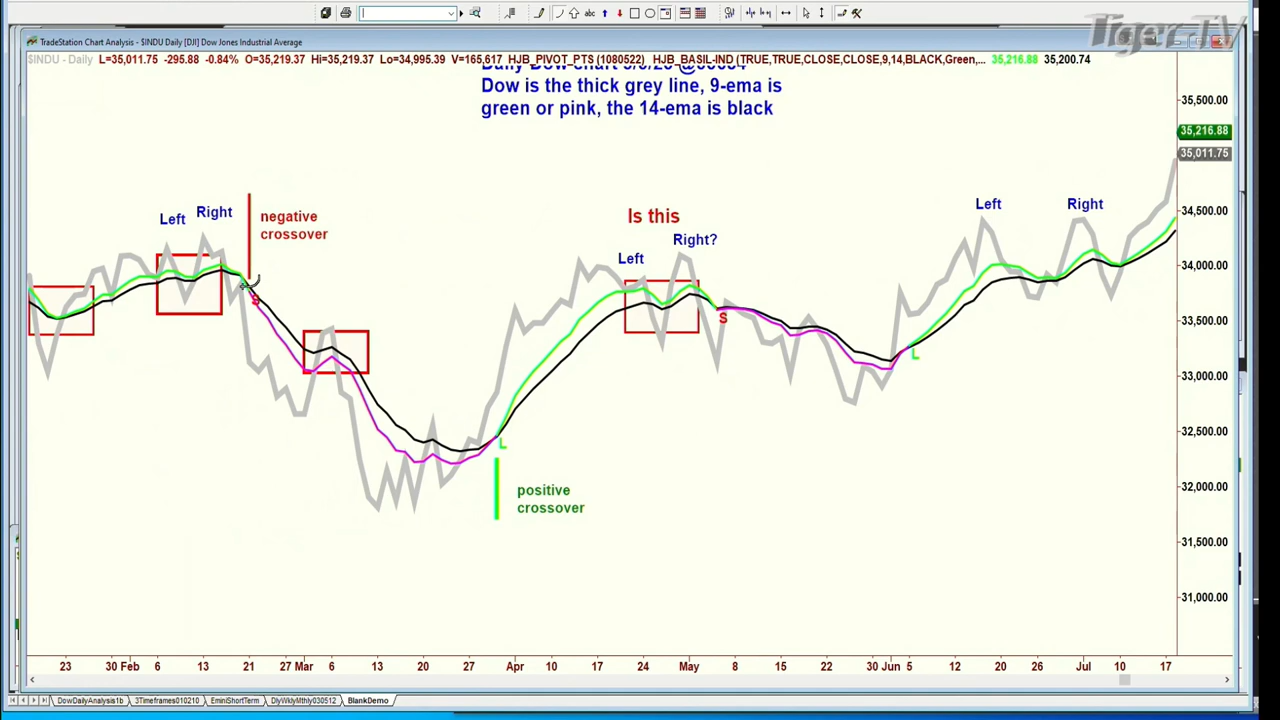 Tiger TV
TradeStation Chart Analysis - $INDU Daily [DJI] Dow Jones Industrial Average
$INDU - Daily L=35,011.75 -295.88 -0.84% O=35,219.37 Hi=35,219.37 Lo=34,995.39 V=165,617 HJB_PIVOT_PTS (1080522) HJB_BASIL-IND (TRUE,TRUE,CLOSE,CLOSE,9,14,BLACK,Green,... 35,216.88 35,200.74
Daily Dow chart
Dow is the thick grey line, 9-ema is
green or pink, the 14-ema is black
35,500.00
35,216.88
35,011.75
34,500.00
34,000.00
33,500.00
33,000.00
32,500.00
32,000.00
31,500.00
31,000.00
Left
Right
negative
crossover
S
Is this
Left
Right?
S
Left
Right
L
L
positive
crossover
23 30 Feb 6 13 21 27 Mar 6 13 20 27 Apr 10 17 24 May 8 15 22 30 Jun 5 12 20 26 Jul 10 17
DowDailyAnalysis1b 3Timeframes010210 EminiShortTerm DlyWklyMthly030512 BlankDemo
abc